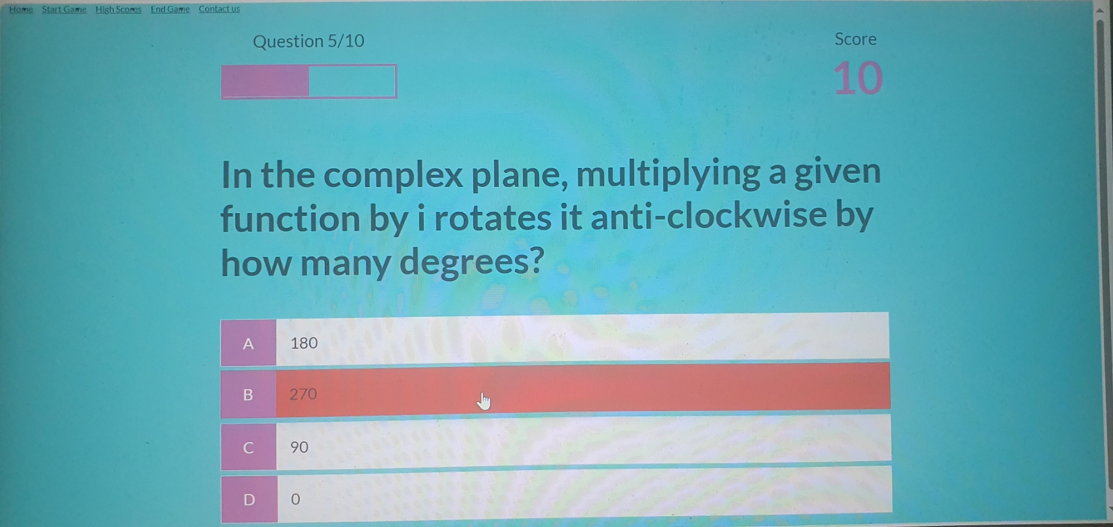 Home Start Game High Scores End Game Contact us
Question 5/10
Score
10
In the complex plane, multiplying a given
function by i rotates it anti-clockwise by
how many degrees?
A 180
B 270
C 90
D 0